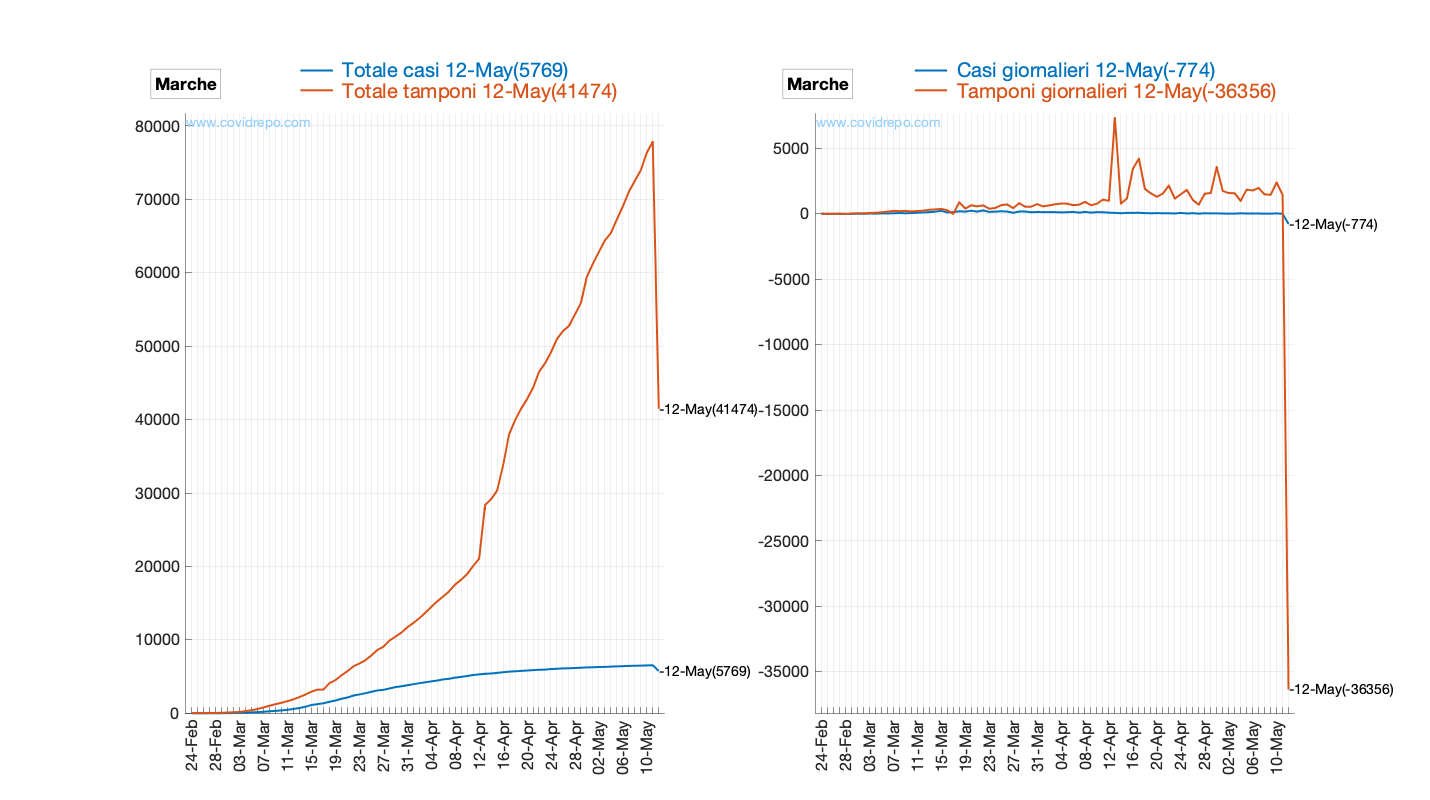 Marche
Totale casi 12-May(5769)
Totale tamponi 12-May(41474)
www.covidrepo.com
80000
70000
60000
50000
40000
30000
20000
10000
0
-12-May(41474)
-12-May(5769)
24-Feb
28-Feb
03-Mar
07-Mar
11-Mar
15-Mar
19-Mar
23-Mar
27-Mar
31-Mar
04-Apr
08-Apr
12-Apr
16-Apr
20-Apr
24-Apr
28-Apr
02-May
06-May
10-May
Marche
Casi giornalieri 12-May(-774)
Tamponi giornalieri 12-May(-36356)
www.covidrepo.com
5000
0
-5000
-10000
-15000
-20000
-25000
-30000
-35000
-12-May(-774)
-12-May(-36356)
24-Feb
28-Feb
03-Mar
07-Mar
11-Mar
15-Mar
19-Mar
23-Mar
27-Mar
31-Mar
04-Apr
08-Apr
12-Apr
16-Apr
20-Apr
24-Apr
28-Apr
02-May
06-May
10-May